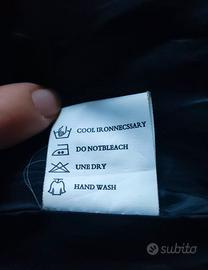 COOL IRONNECSSARY
DO NOTBLEACH
UNE DRY
HAND WASH
subito